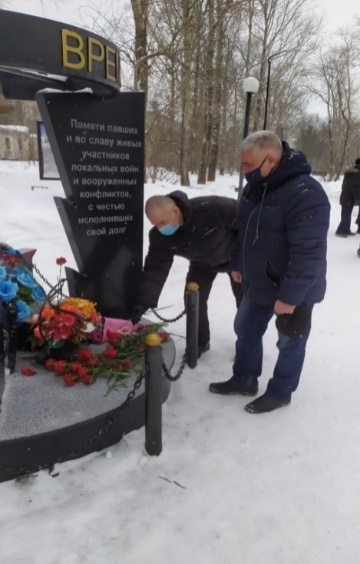 ВРЕ
Памяти павших
и во славу живых
участников
локальных войн
и вооруженных
конфликтов,
с честью
исполнивших
свой долг